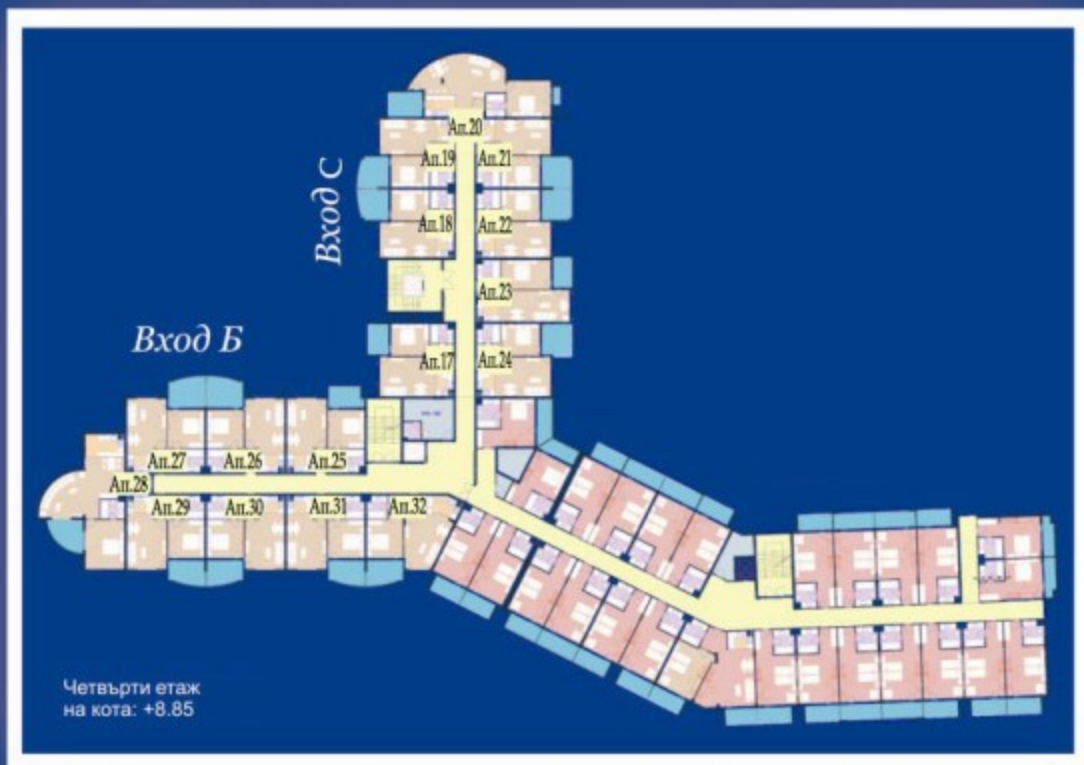 Ап.20
Ап.19
Ап.21
Вход С
Ап.18
Ап.22
Ап.23
Вход Б
Ап.17
Ап.24
Ап.27
Ап.26
Ап.25
Ап.28
Ап.29
Ап.30
Ап.31
Ап.32
Четвърти етаж
на кота: +8.85